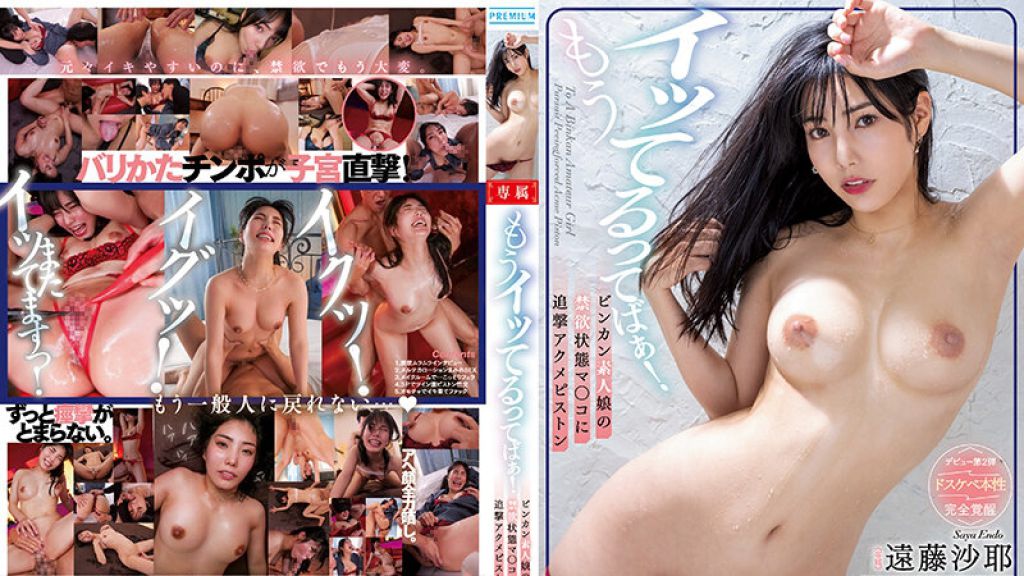 元々イキやすいのに、禁欲でもう大変
バリかたチンポが子宮直撃!
イッてますっ!
イグッ!
イクッ!
Contents
もう一般人に戻れない…♥
ずっと痙攣が
とまらない。
PREMIUM
専属
もうイッてるってばぁ!
ビンカン素人娘の
禁欲状態マ〇コに
追撃アクメピストン
もう
イッてるってばぁ!
To A Binkan Amateur Girl
ビンカン素人娘の
禁欲状態マ〇コに
追撃アクメピストン
デビュー第2弾
ドスケベ本性
完全覚醒
Saya Endo
遠藤沙耶